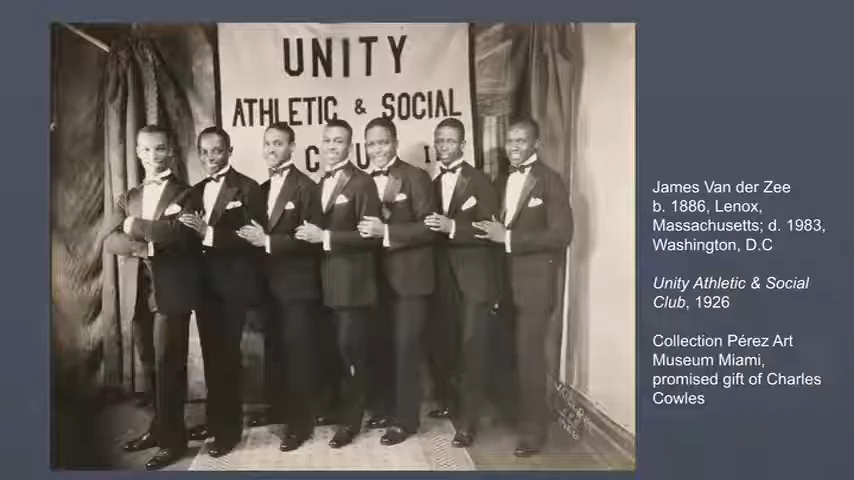 UNITY
ATHLETIC & SOCIAL
James Van der Zee
b. 1886, Lenox,
Massachusetts; d. 1983,
Washington, D.C
Unity Athletic & Social
Club, 1926
Collection Pérez Art
Museum Miami,
promised gift of Charles
Cowles